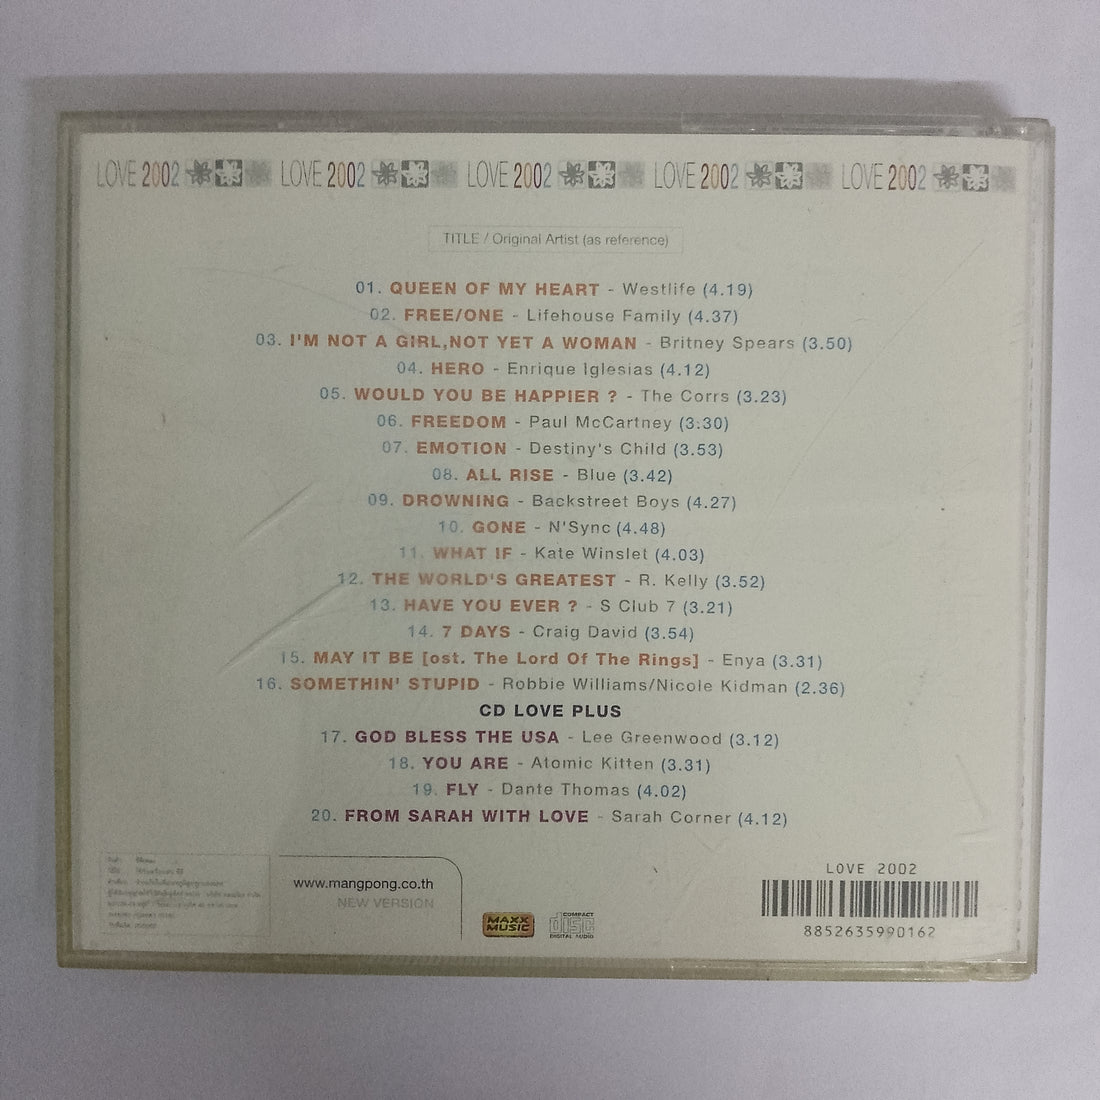 LOVE 2002 LOVE 2002 LOVE 2002 LOVE 2002 LOVE 2002
TITLE / Original Artist (as reference)
01. QUEEN OF MY HEART - Westlife (4.19)
02. FREE/ONE - Lifehouse Family (4.37)
03. I'M NOT A GIRL,NOT YET A WOMAN - Britney Spears (3.50)
04. HERO - Enrique Iglesias (4.12)
05. WOULD YOU BE HAPPIER ? - The Corrs (3.23)
06. FREEDOM - Paul McCartney (3:30)
07. EMOTION - Destiny's Child (3.53)
08. ALL RISE - Blue (3.42)
09. DROWNING - Backstreet Boys (4.27)
10. GONE - N'Sync (4.48)
11. WHAT IF - Kate Winslet (4.03)
12. THE WORLD'S GREATEST - R. Kelly (3.52)
13. HAVE YOU EVER ? - S Club 7 (3.21)
14. 7 DAYS - Craig David (3.54)
15. MAY IT BE [ost. The Lord Of The Rings] - Enya (3.31)
16. SOMETHIN' STUPID - Robbie Williams/Nicole Kidman (2.36)
CD LOVE PLUS
17. GOD BLESS THE USA - Lee Greenwood (3.12)
18. YOU ARE - Atomic Kitten (3.31)
19. FLY - Dante Thomas (4.02)
20. FROM SARAH WITH LOVE - Sarah Corner (4.12)
www.mangpong.co.th
NEW VERSION
MAXX
MUSIC
COMPACT
disc
DIGITAL AUDIO
LOVE 2002
8852635990162